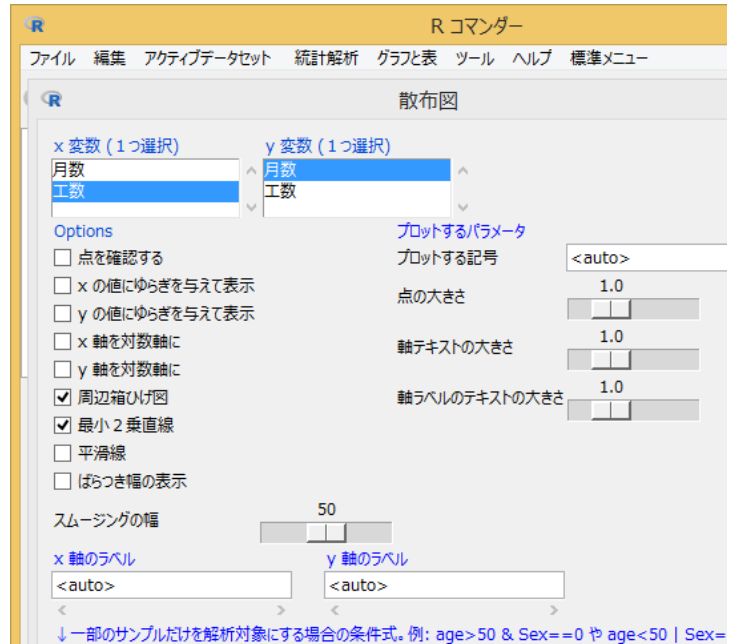 R コマンダー
ファイル 編集 アクティブデータセット 統計解析 グラフと表 ツール ヘルプ 標準メニュー
散布図
x 変数 (1つ選択) y 変数 (1つ選択)
月数 月数
工数 工数
Options プロットするパラメータ
点を確認する プロットする記号 <auto>
x の値にゆらぎを与えて表示 点の大きさ 1.0
y の値にゆらぎを与えて表示
x 軸を対数軸に 軸テキストの大きさ 1.0
y 軸を対数軸に
周辺箱ひげ図 軸ラベルのテキストの大きさ 1.0
最小2乗直線
平滑線
ばらつき幅の表示
スムージングの幅 50
x 軸のラベル y 軸のラベル
<auto> <auto>
↓一部のサンプルだけを解析対象にする場合の条件式。例: age>50 & Sex==0 や age<50 | Sex=